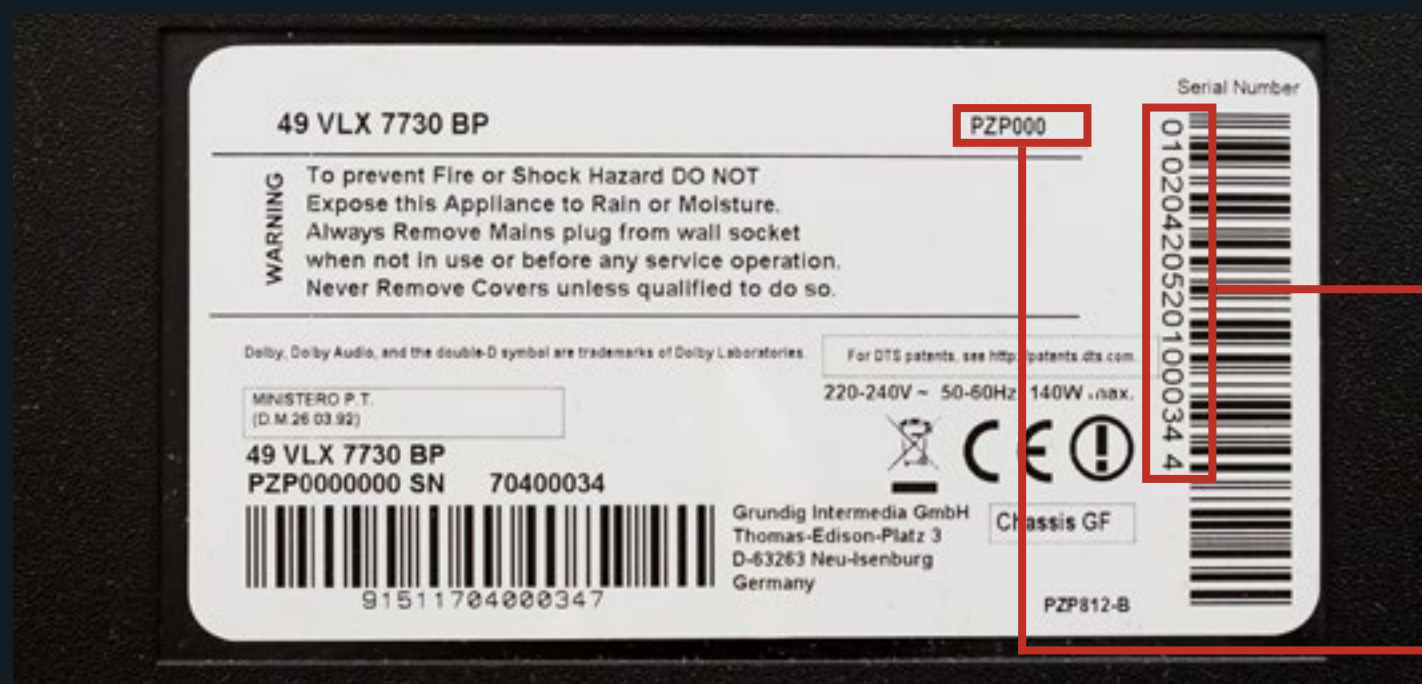 Serial Number
49 VLX 7730 BP
PZP000
010220420520100034 4
WARNING
To prevent Fire or Shock Hazard DO NOT
Expose this Appliance to Rain or Moisture.
Always Remove Mains plug from wall socket
when not in use or before any service operation.
Never Remove Covers unless qualified to do so.
Dolby, Dolby Audio, and the double-D symbol are trademarks of Dolby Laboratories.
For DTS patents, see http://patents.dts.com.
220-240V ~ 50-60Hz 140W max.
MINISTERO P.T.
(D.M.26.03.92)
49 VLX 7730 BP
PZP0000000 SN 70400034
91511704000347
CE
Grundig Intermedia GmbH
Thomas-Edison-Platz 3
D-63263 Neu-Isenburg
Germany
Chassis GF
PZP812-B